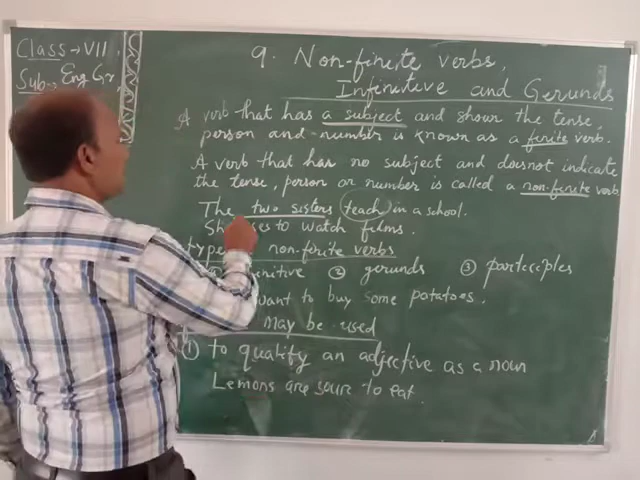 Class → VII
Sub → Eng Gr,
9. Non-finite verbs,
Infinitive and Gerunds
A verb that has a subject and show the tense,
person and number is known as a finite verb.
A verb that has no subject and doesnot indicate
the tense, person or number is called a non-finite verb
The two sisters teach in a school.
to watch films.
non-finite verbs
② gerunds ③ participles
want to buy some potatoes.
may be used
① to qualify an adjective as a noun
Lemons are sour to eat.